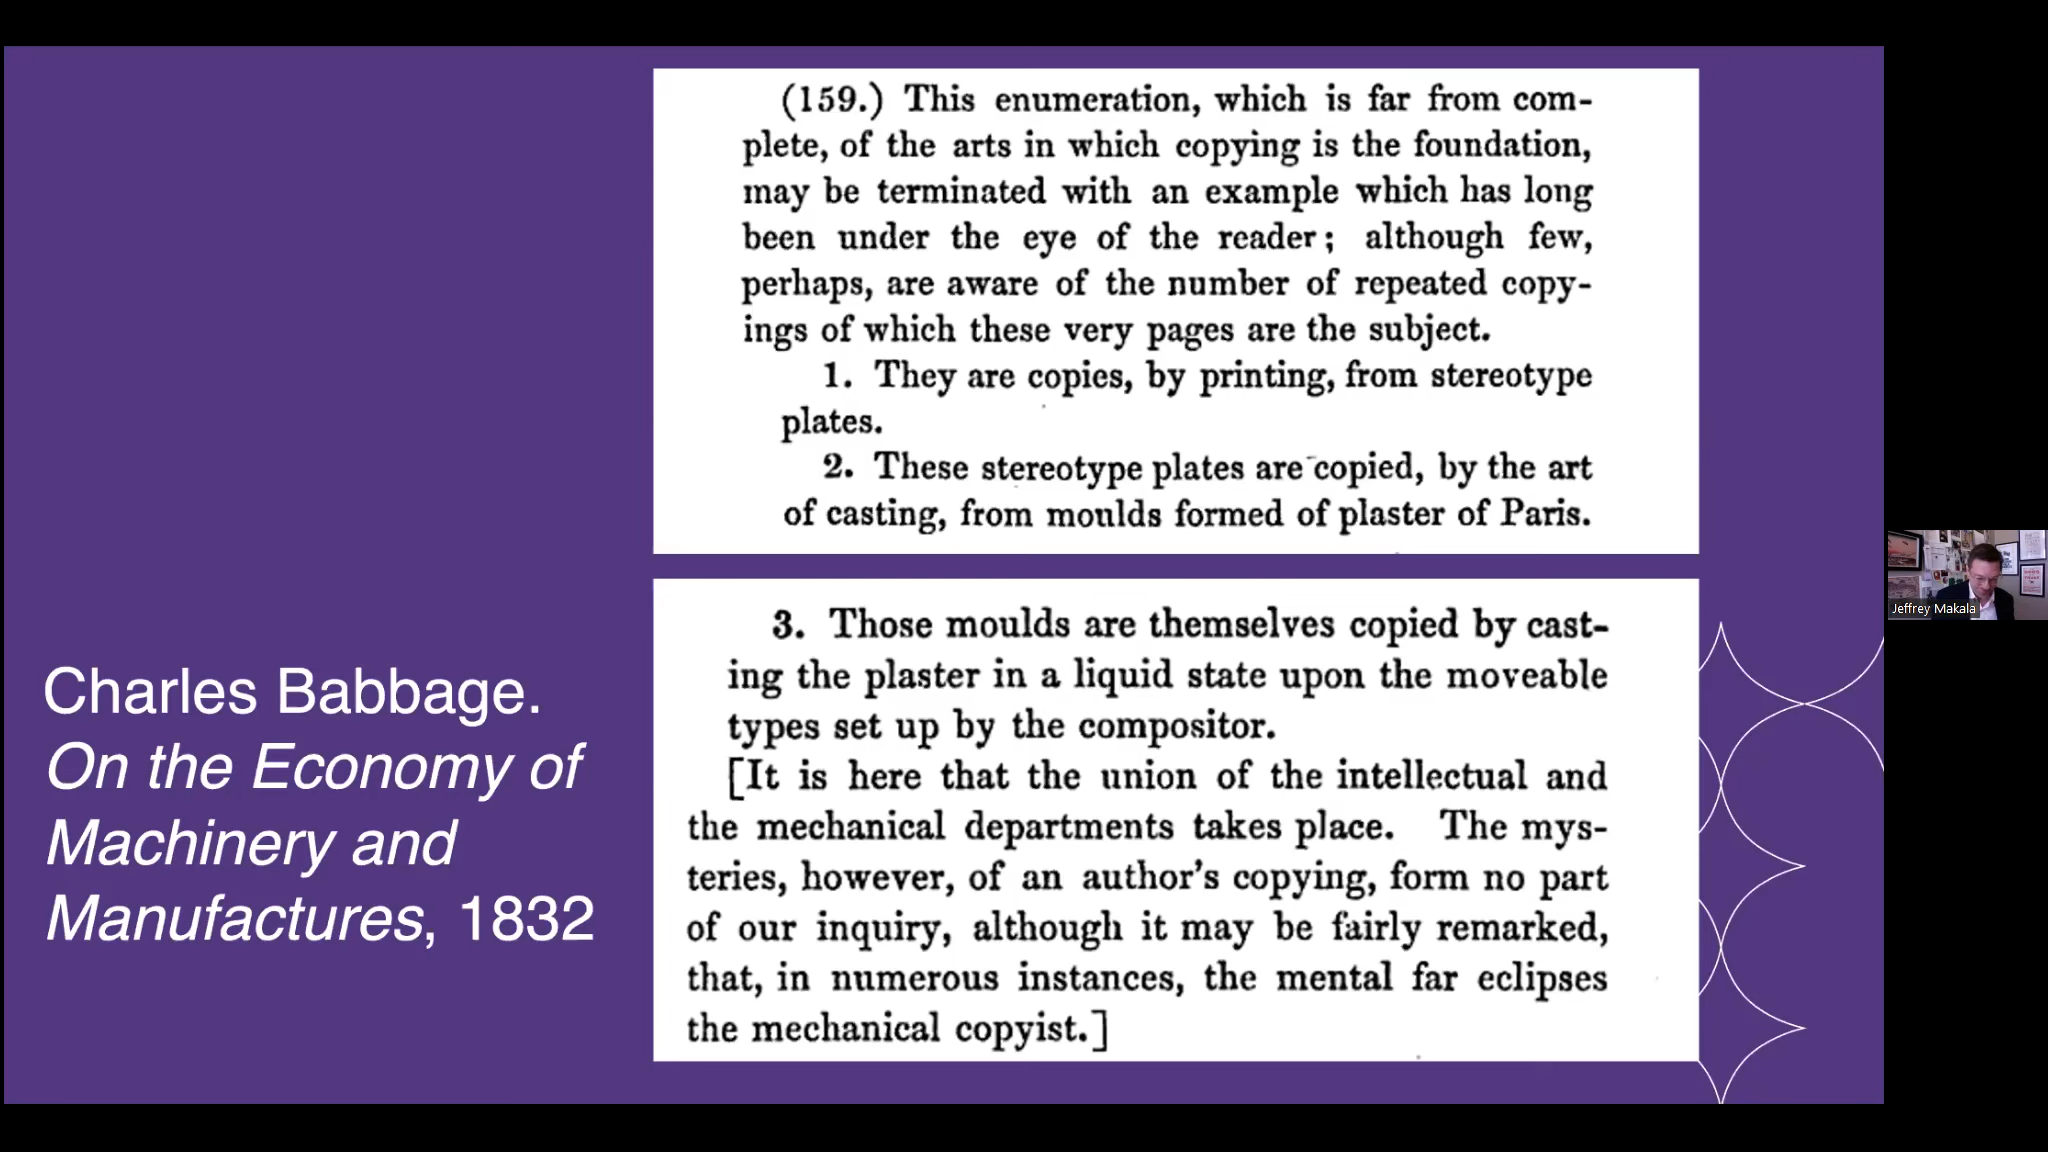 (159.) This enumeration, which is far from com-
plete, of the arts in which copying is the foundation,
may be terminated with an example which has long
been under the eye of the reader; although few,
perhaps, are aware of the number of repeated copy-
ings of which these very pages are the subject.
1. They are copies, by printing, from stereotype
plates.
2. These stereotype plates are copied, by the art
of casting, from moulds formed of plaster of Paris.
3. Those moulds are themselves copied by cast-
ing the plaster in a liquid state upon the moveable
types set up by the compositor.
[It is here that the union of the intellectual and
the mechanical departments takes place. The mys-
teries, however, of an author's copying, form no part
of our inquiry, although it may be fairly remarked,
that, in numerous instances, the mental far eclipses
the mechanical copyist.]
Charles Babbage.
On the Economy of
Machinery and
Manufactures, 1832
Jeffrey Makala